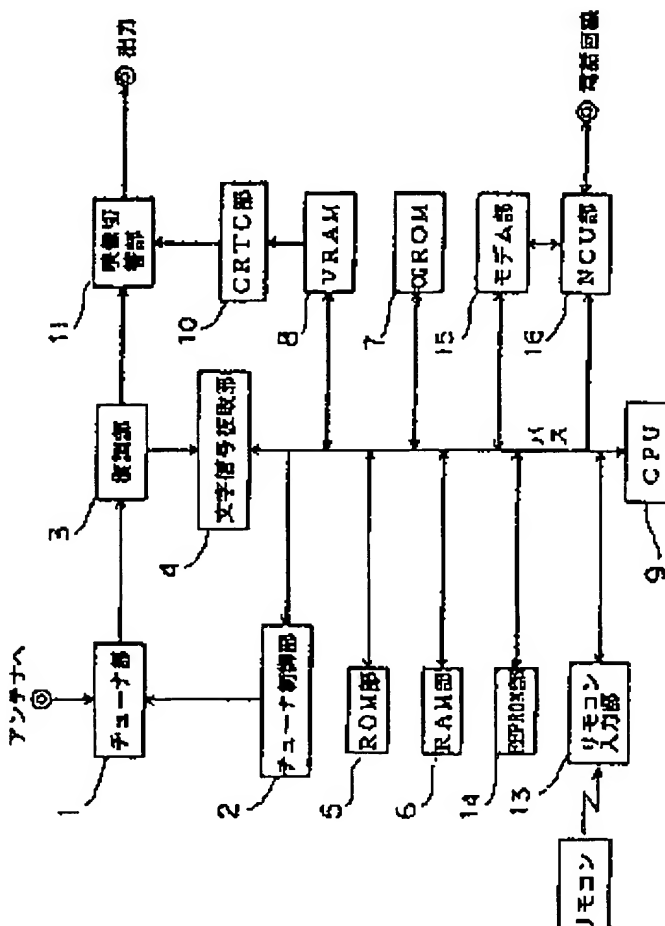 アンテナへ
チューナ部
1
復調部
3
映像切
替部
11
出力
チューナ制御部
2
文字信号抜取部
4
CRTC部
10
ROM部
5
VRAM
8
RAM部
6
CGROM
7
EEPROM部
14
モデム部
15
リモコン
入力部
13
NCU部
16
電話回線
バス
CPU
9
リモコン